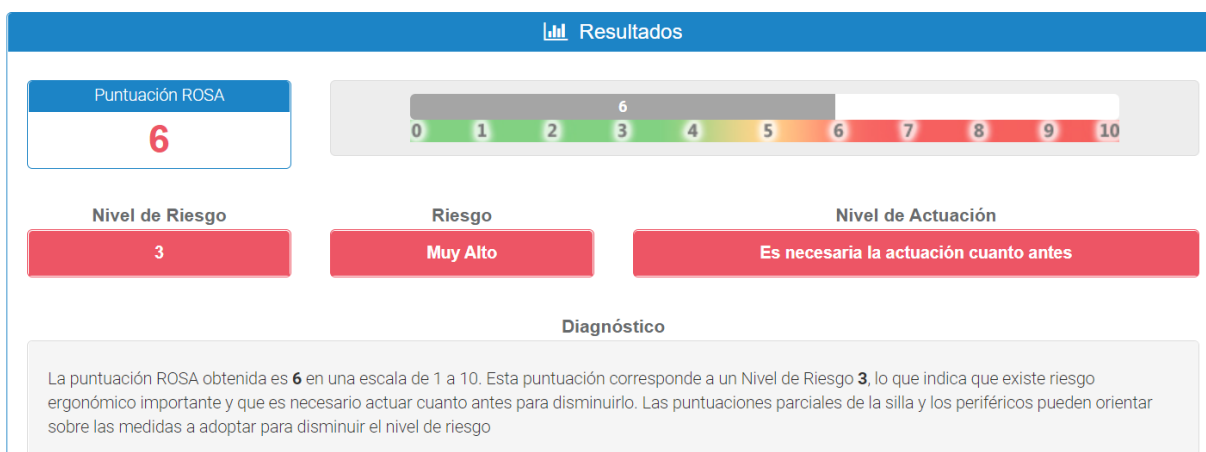 Resultados
Puntuación ROSA
6
6
0 1 2 3 4 5 6 7 8 9 10
Nivel de Riesgo
Riesgo
Nivel de Actuación
3
Muy Alto
Es necesaria la actuación cuanto antes
Diagnóstico
La puntuación ROSA obtenida es 6 en una escala de 1 a 10. Esta puntuación corresponde a un Nivel de Riesgo 3, lo que indica que existe riesgo
ergonómico importante y que es necesario actuar cuanto antes para disminuirlo. Las puntuaciones parciales de la silla y los periféricos pueden orientar
sobre las medidas a adoptar para disminuir el nivel de riesgo